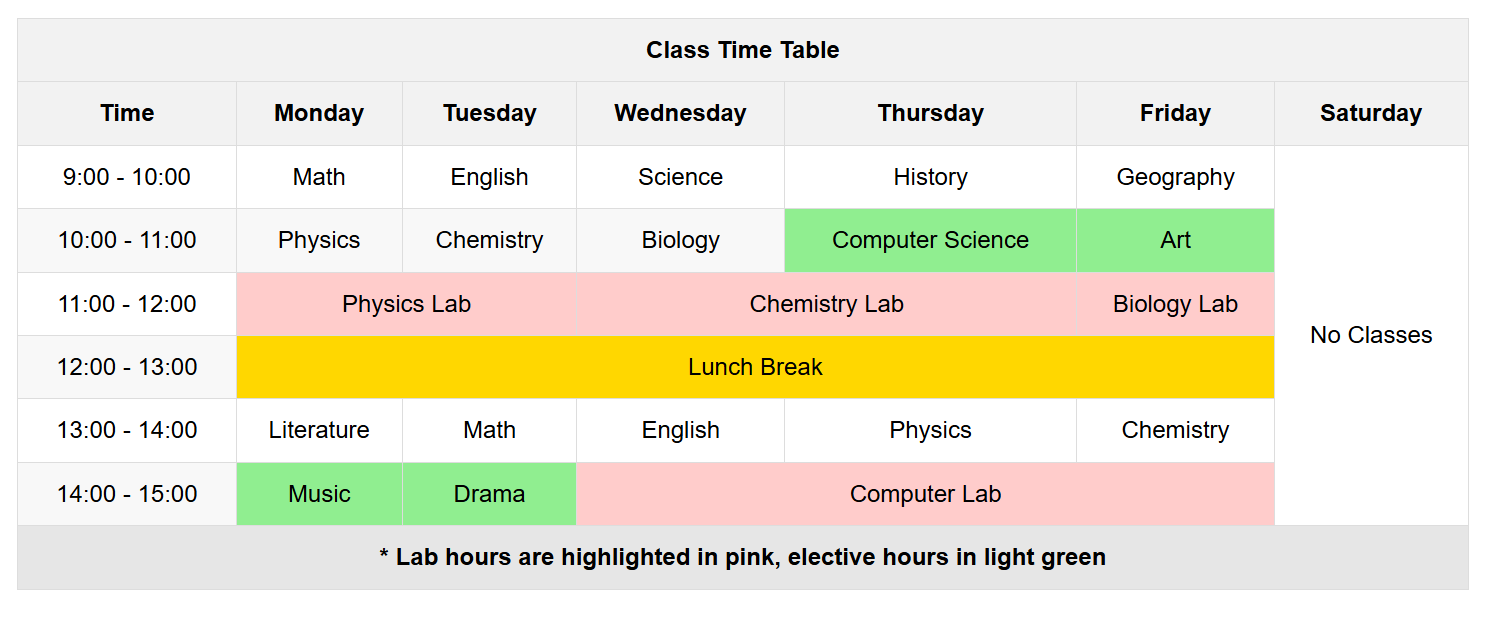 Class Time Table
Time Monday Tuesday Wednesday Thursday Friday Saturday
9:00 - 10:00 Math English Science History Geography
10:00 - 11:00 Physics Chemistry Biology Computer Science Art
11:00 - 12:00 Physics Lab Chemistry Lab Biology Lab
No Classes
12:00 - 13:00 Lunch Break
13:00 - 14:00 Literature Math English Physics Chemistry
14:00 - 15:00 Music Drama Computer Lab
* Lab hours are highlighted in pink, elective hours in light green